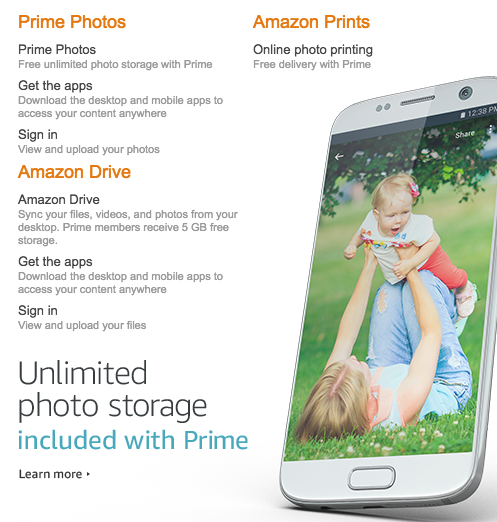 Prime Photos
Prime Photos
Free unlimited photo storage with Prime
Get the apps
Download the desktop and mobile apps to
access your content anywhere
Sign in
View and upload your photos
Amazon Drive
Amazon Drive
Sync your files, videos, and photos from your
desktop. Prime members receive 5 GB free
storage.
Get the apps
Download the desktop and mobile apps to
access your content anywhere
Sign in
View and upload your files
Amazon Prints
Online photo printing
Free delivery with Prime
12:38 PM
Share
Unlimited
photo storage
included with Prime
Learn more ›